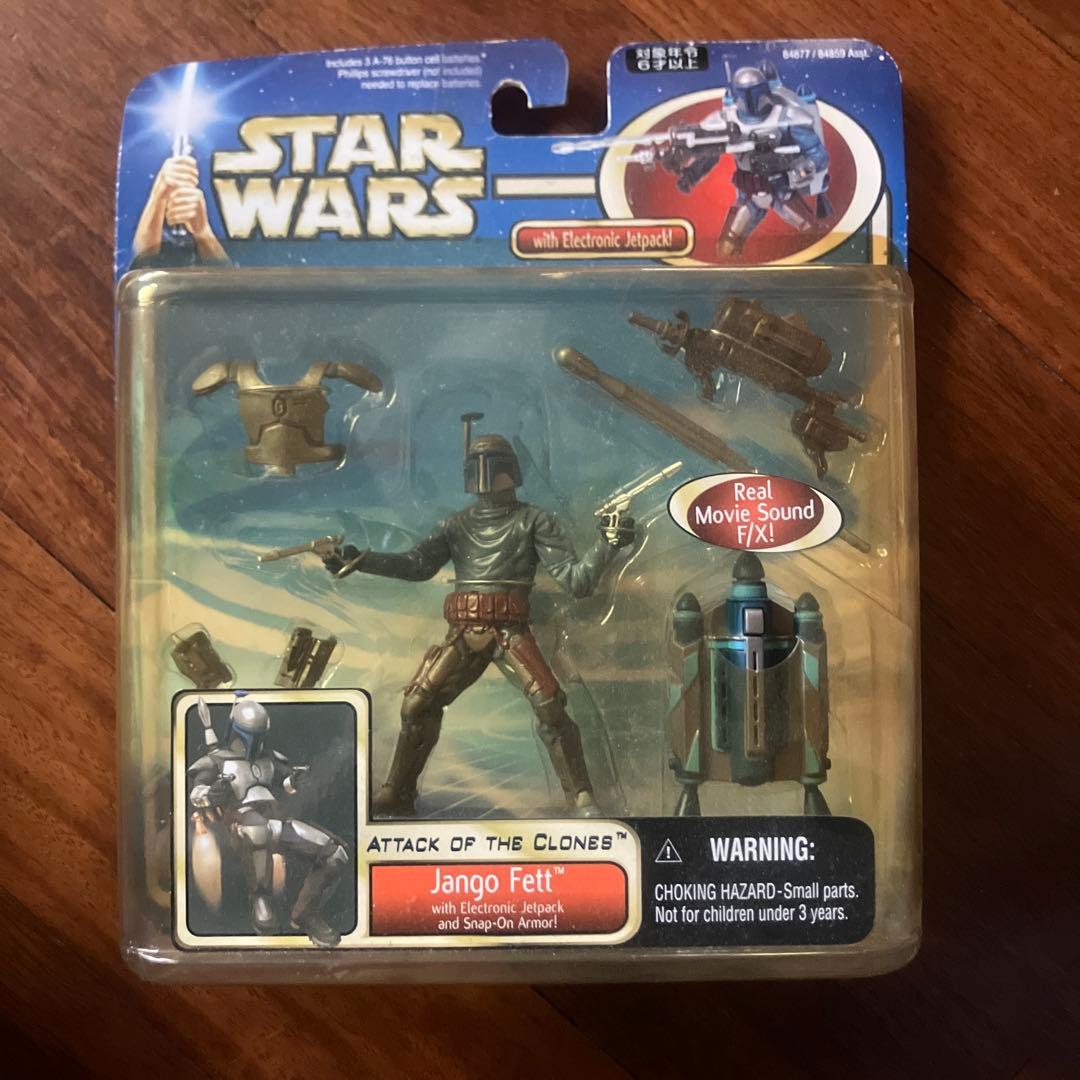 Includes 3 A-76 button cell batteries.
Phillips screwdriver (not included)
needed to replace batteries.
対象年令
6才以上
84877 / 84859 Asst.
STAR
WARS
with Electronic Jetpack!
Real
Movie Sound
F/X!
ATTACK OF THE CLONES™
Jango Fett™
with Electronic Jetpack
and Snap-On Armor!
WARNING:
CHOKING HAZARD-Small parts.
Not for children under 3 years.